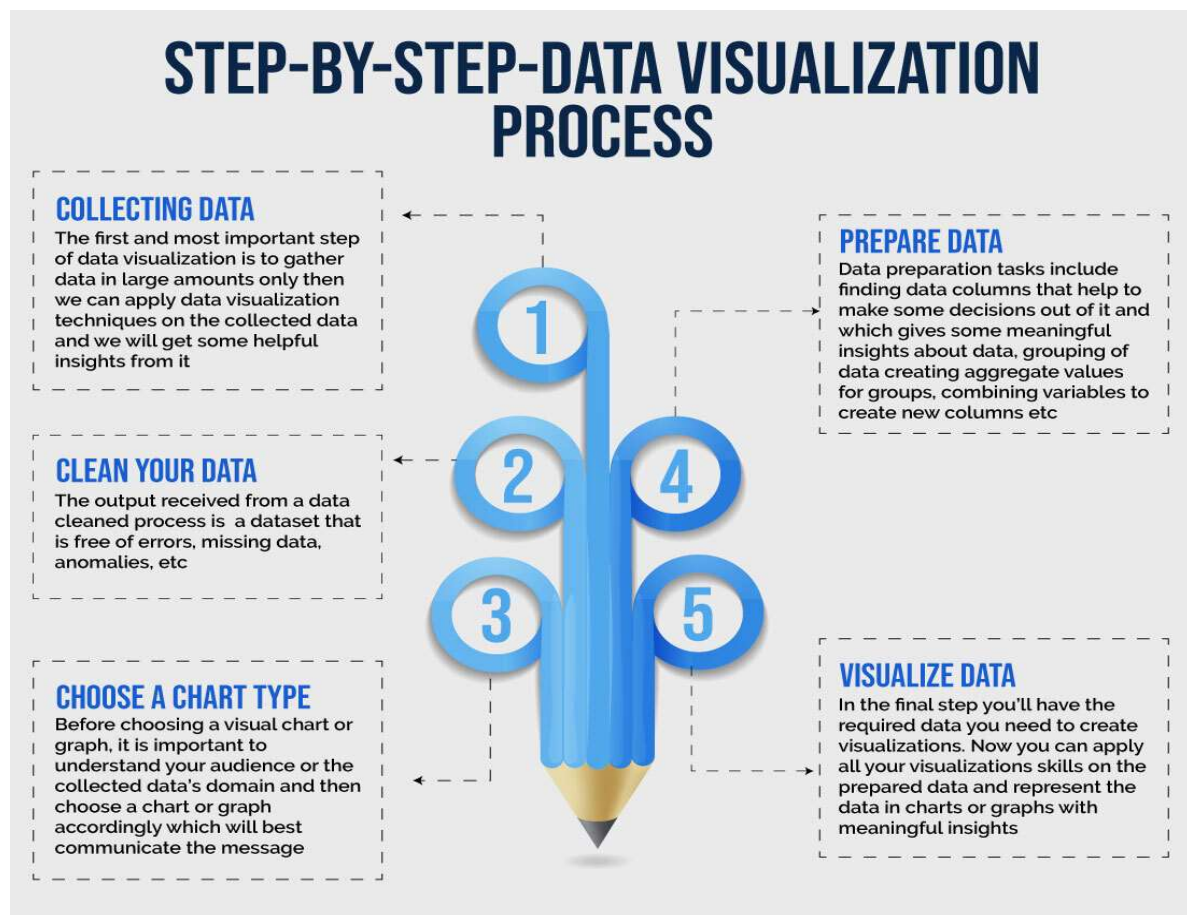 STEP-BY-STEP-DATA VISUALIZATION
PROCESS
COLLECTING DATA
The first and most important step
of data visualization is to gather
data in large amounts only then
we can apply data visualization
techniques on the collected data
and we will get some helpful
insights from it
1
CLEAN YOUR DATA
The output received from a data
cleaned process is a dataset that
is free of errors, missing data,
anomalies, etc
2
CHOOSE A CHART TYPE
Before choosing a visual chart or
graph, it is important to
understand your audience or the
collected data's domain and then
choose a chart or graph
accordingly which will best
communicate the message
3
PREPARE DATA
Data preparation tasks include
finding data columns that help to
make some decisions out of it and
which gives some meaningful
insights about data, grouping of
data creating aggregate values
for groups, combining variables to
create new columns etc
4
VISUALIZE DATA
In the final step you'll have the
required data you need to create
visualizations. Now you can apply
all your visualizations skills on the
prepared data and represent the
data in charts or graphs with
meaningful insights
5